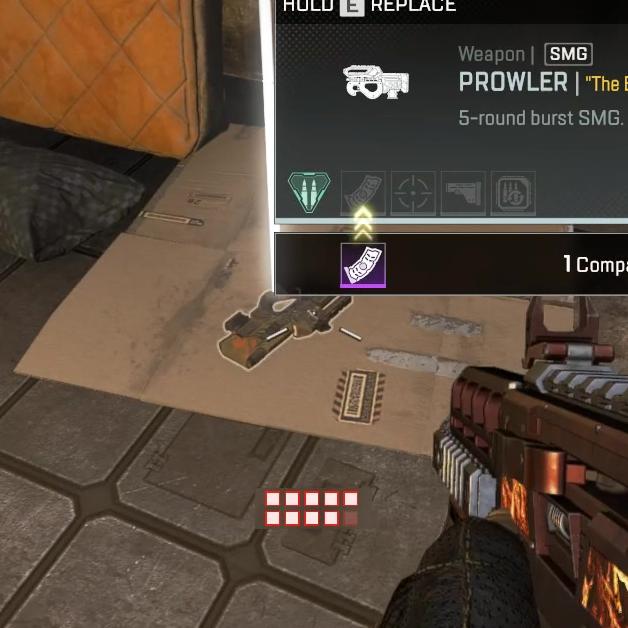 HOLD E REPLACE
Weapon | SMG
PROWLER | "The B
5-round burst SMG.
1 Compa